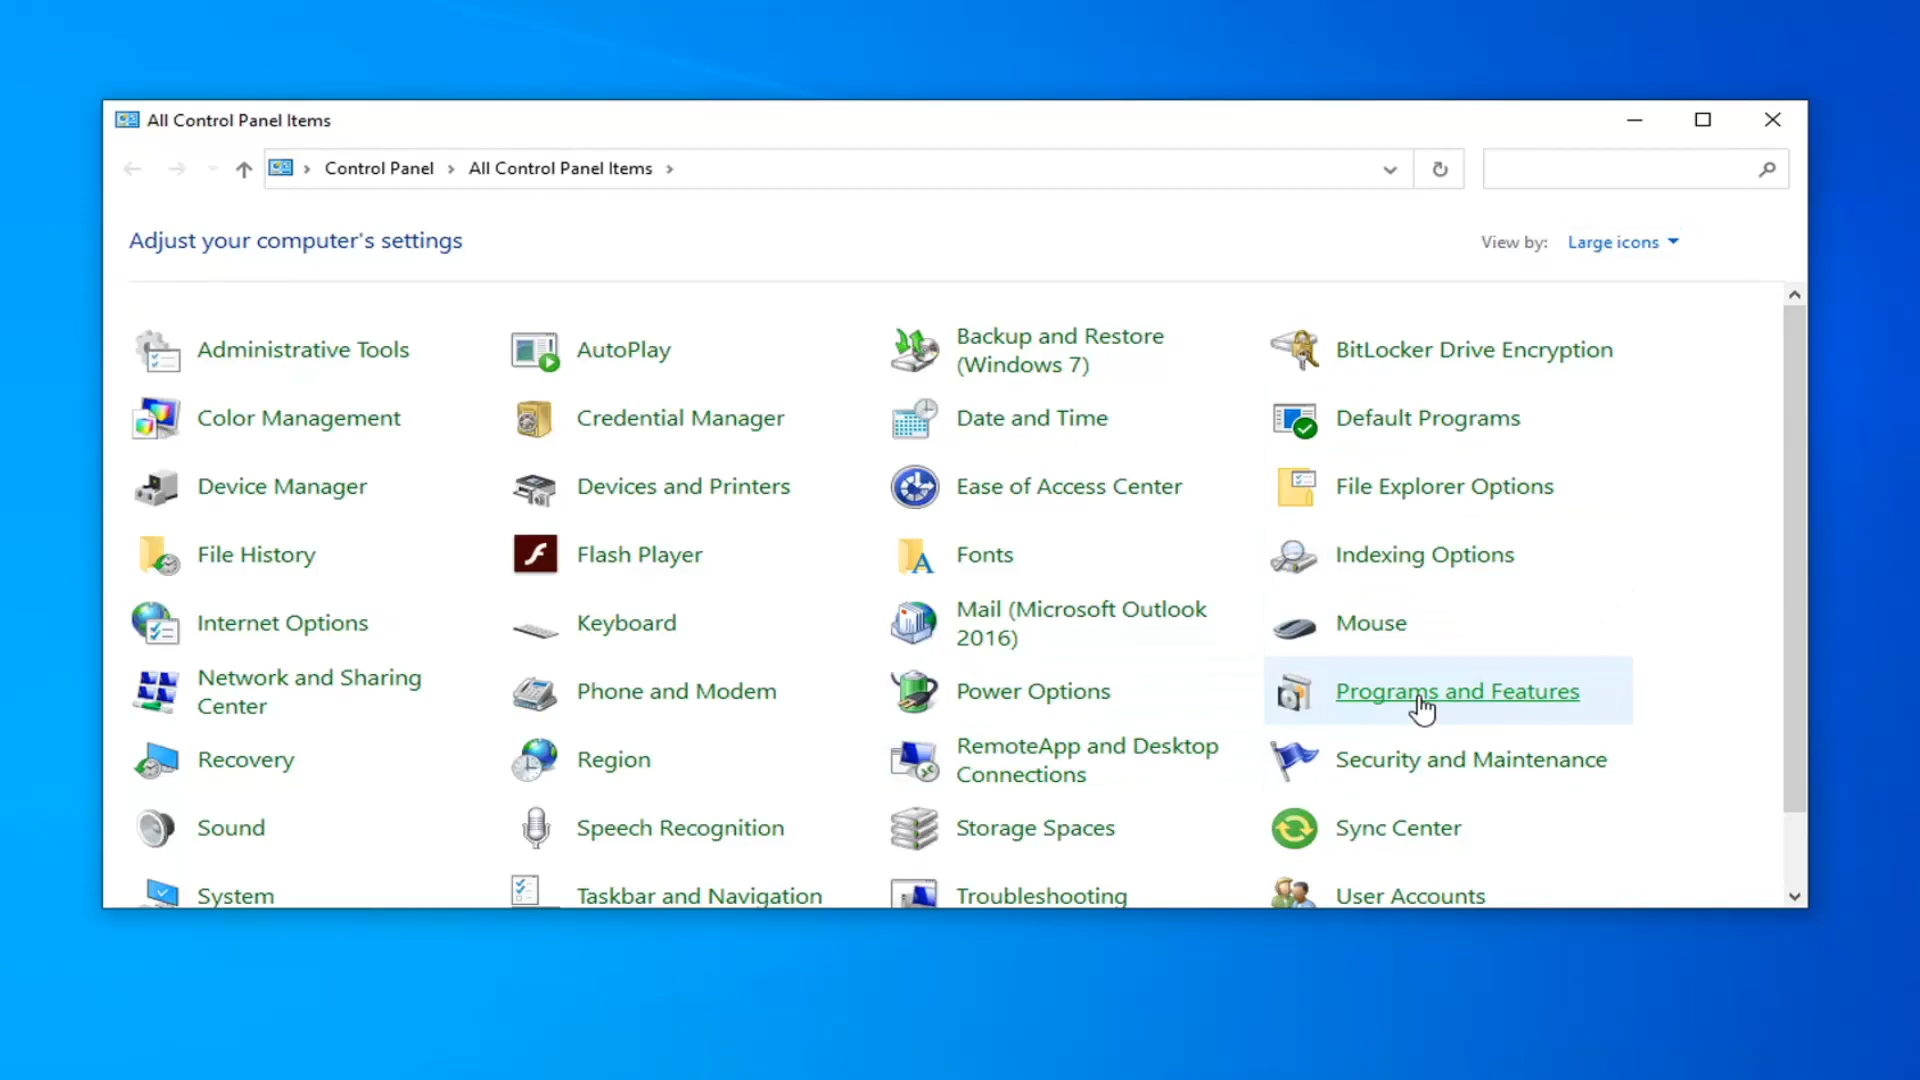 All Control Panel Items
Control Panel > All Control Panel Items >
Adjust your computer's settings
View by: Large icons
Administrative Tools
AutoPlay
Backup and Restore
(Windows 7)
BitLocker Drive Encryption
Color Management
Credential Manager
Date and Time
Default Programs
Device Manager
Devices and Printers
Ease of Access Center
File Explorer Options
File History
Flash Player
Fonts
Indexing Options
Internet Options
Keyboard
Mail (Microsoft Outlook
2016)
Mouse
Network and Sharing
Center
Phone and Modem
Power Options
Programs and Features
Recovery
Region
RemoteApp and Desktop
Connections
Security and Maintenance
Sound
Speech Recognition
Storage Spaces
Sync Center
System
Taskbar and Navigation
Troubleshooting
User Accounts